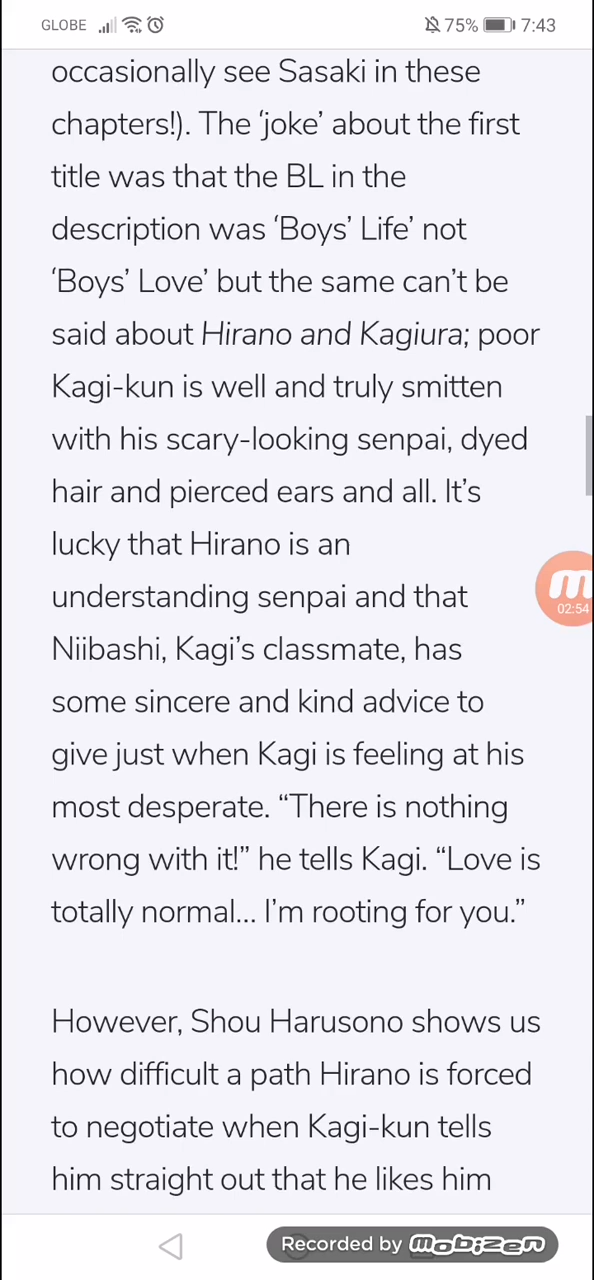 GLOBE 75% 7:43
occasionally see Sasaki in these
chapters!). The ‘joke’ about the first
title was that the BL in the
description was ‘Boys’ Life’ not
‘Boys’ Love’ but the same can’t be
said about Hirano and Kagiura; poor
Kagi-kun is well and truly smitten
with his scary-looking senpai, dyed
hair and pierced ears and all. It’s
lucky that Hirano is an
understanding senpai and that
Niibashi, Kagi’s classmate, has
some sincere and kind advice to
give just when Kagi is feeling at his
most desperate. “There is nothing
wrong with it!” he tells Kagi. “Love is
totally normal... I’m rooting for you.”
However, Shou Harusono shows us
how difficult a path Hirano is forced
to negotiate when Kagi-kun tells
him straight out that he likes him
m
02:54
Recorded by mobizen